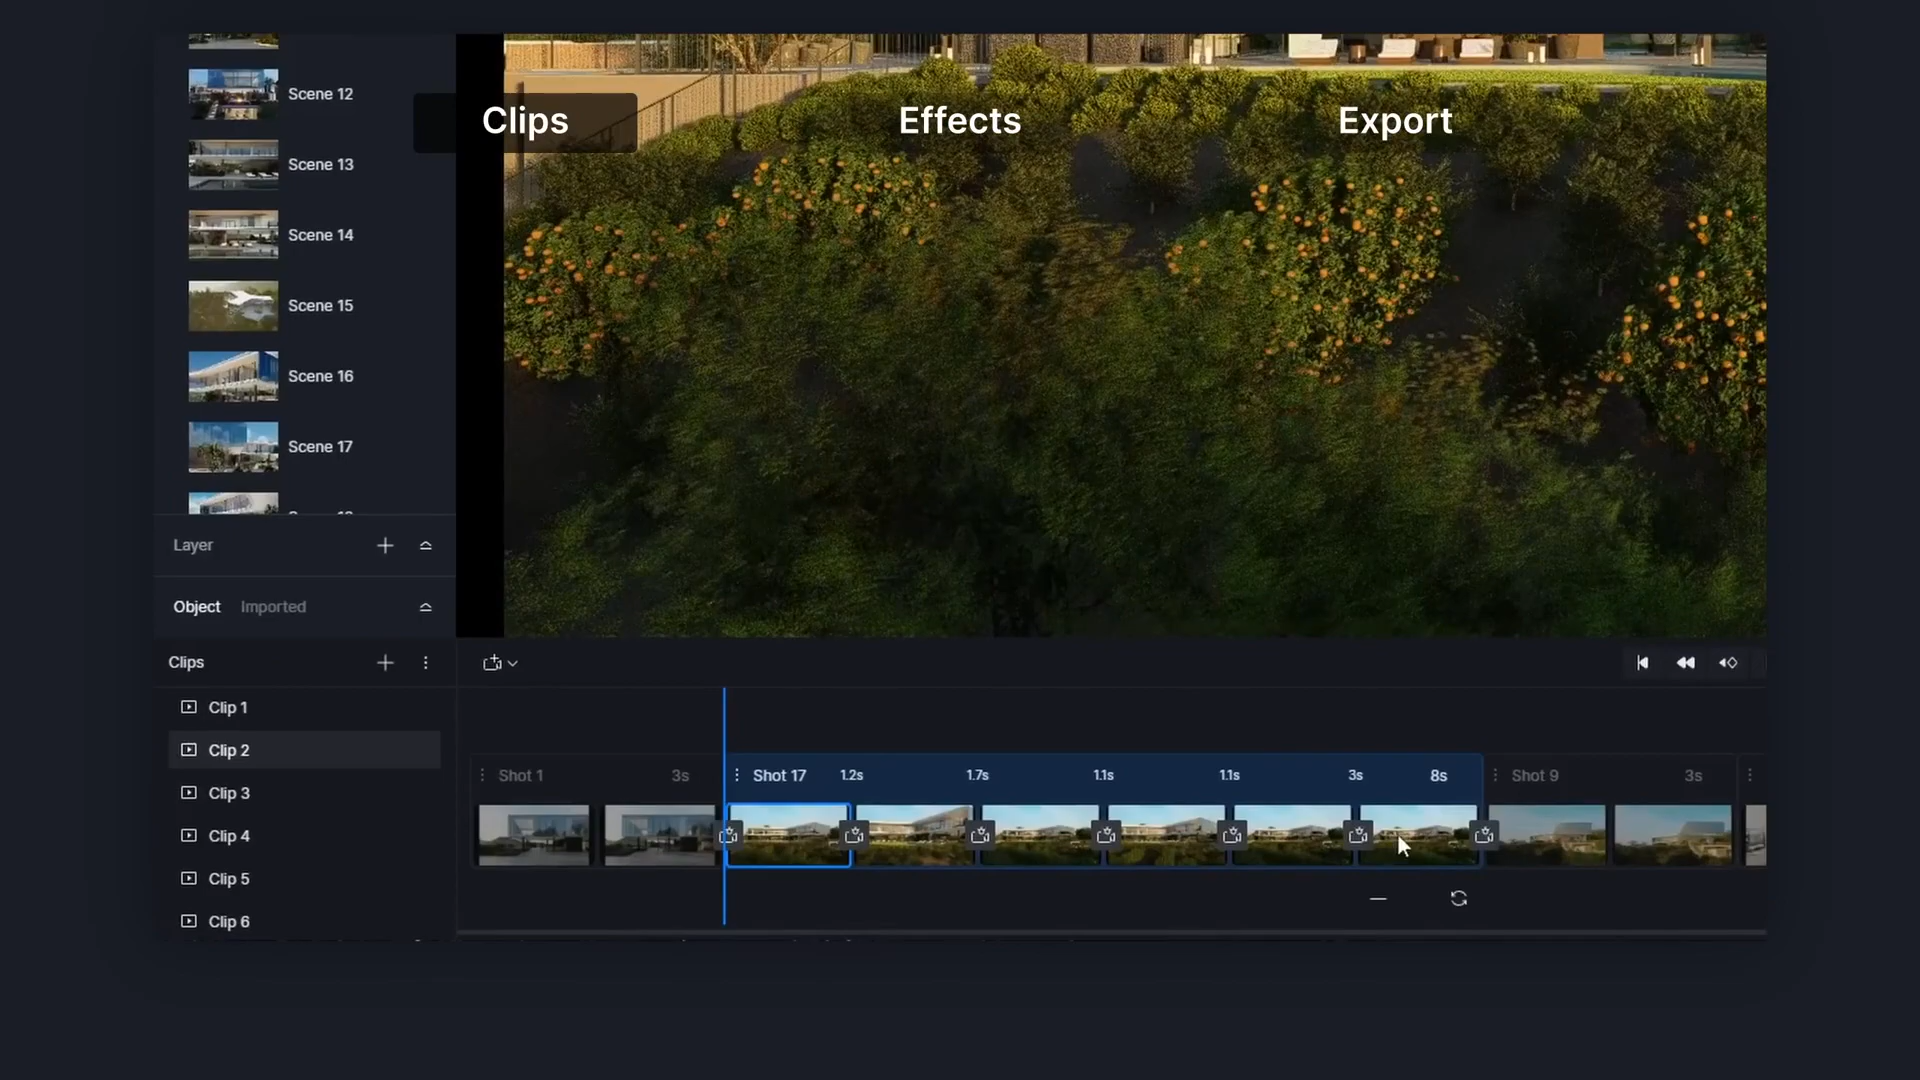 Clips
Effects
Export
Scene 12
Scene 13
Scene 14
Scene 15
Scene 16
Scene 17
Layer
Object
Imported
Clips
Clip 1
Clip 2
Clip 3
Clip 4
Clip 5
Clip 6
Shot 1
3s
Shot 17
1.2s
1.7s
1.1s
1.1s
3s
8s
Shot 9
3s